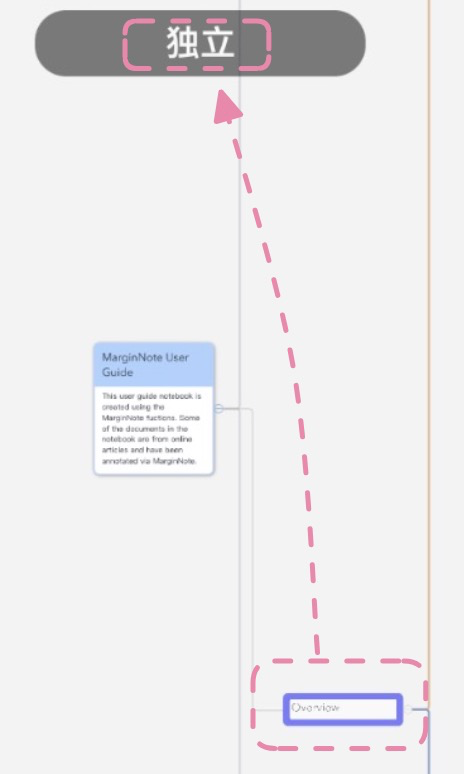 独立
MarginNote User
Guide
This user guide notebook is
created using the
MarginNote fuctions. Some
of the documents in the
notebook are from online
articles and have been
annotated via MarginNote.
Overview